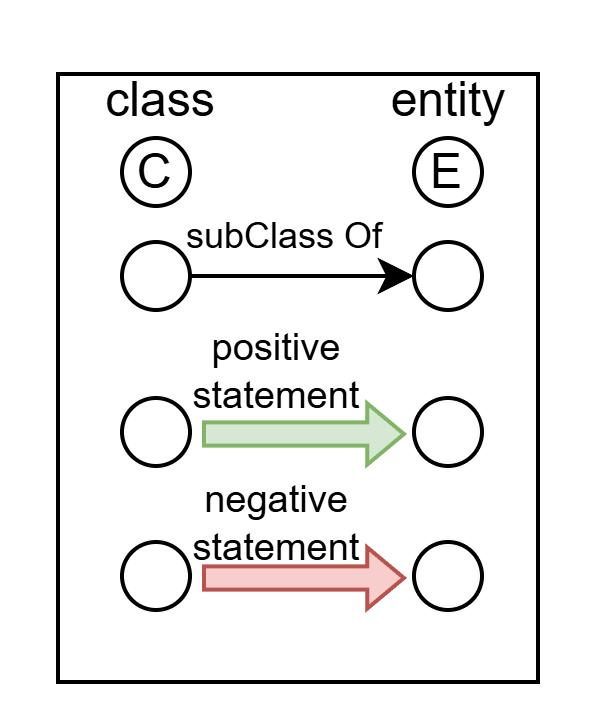 class entity
C E
subClass Of
positive
statement
negative
statement